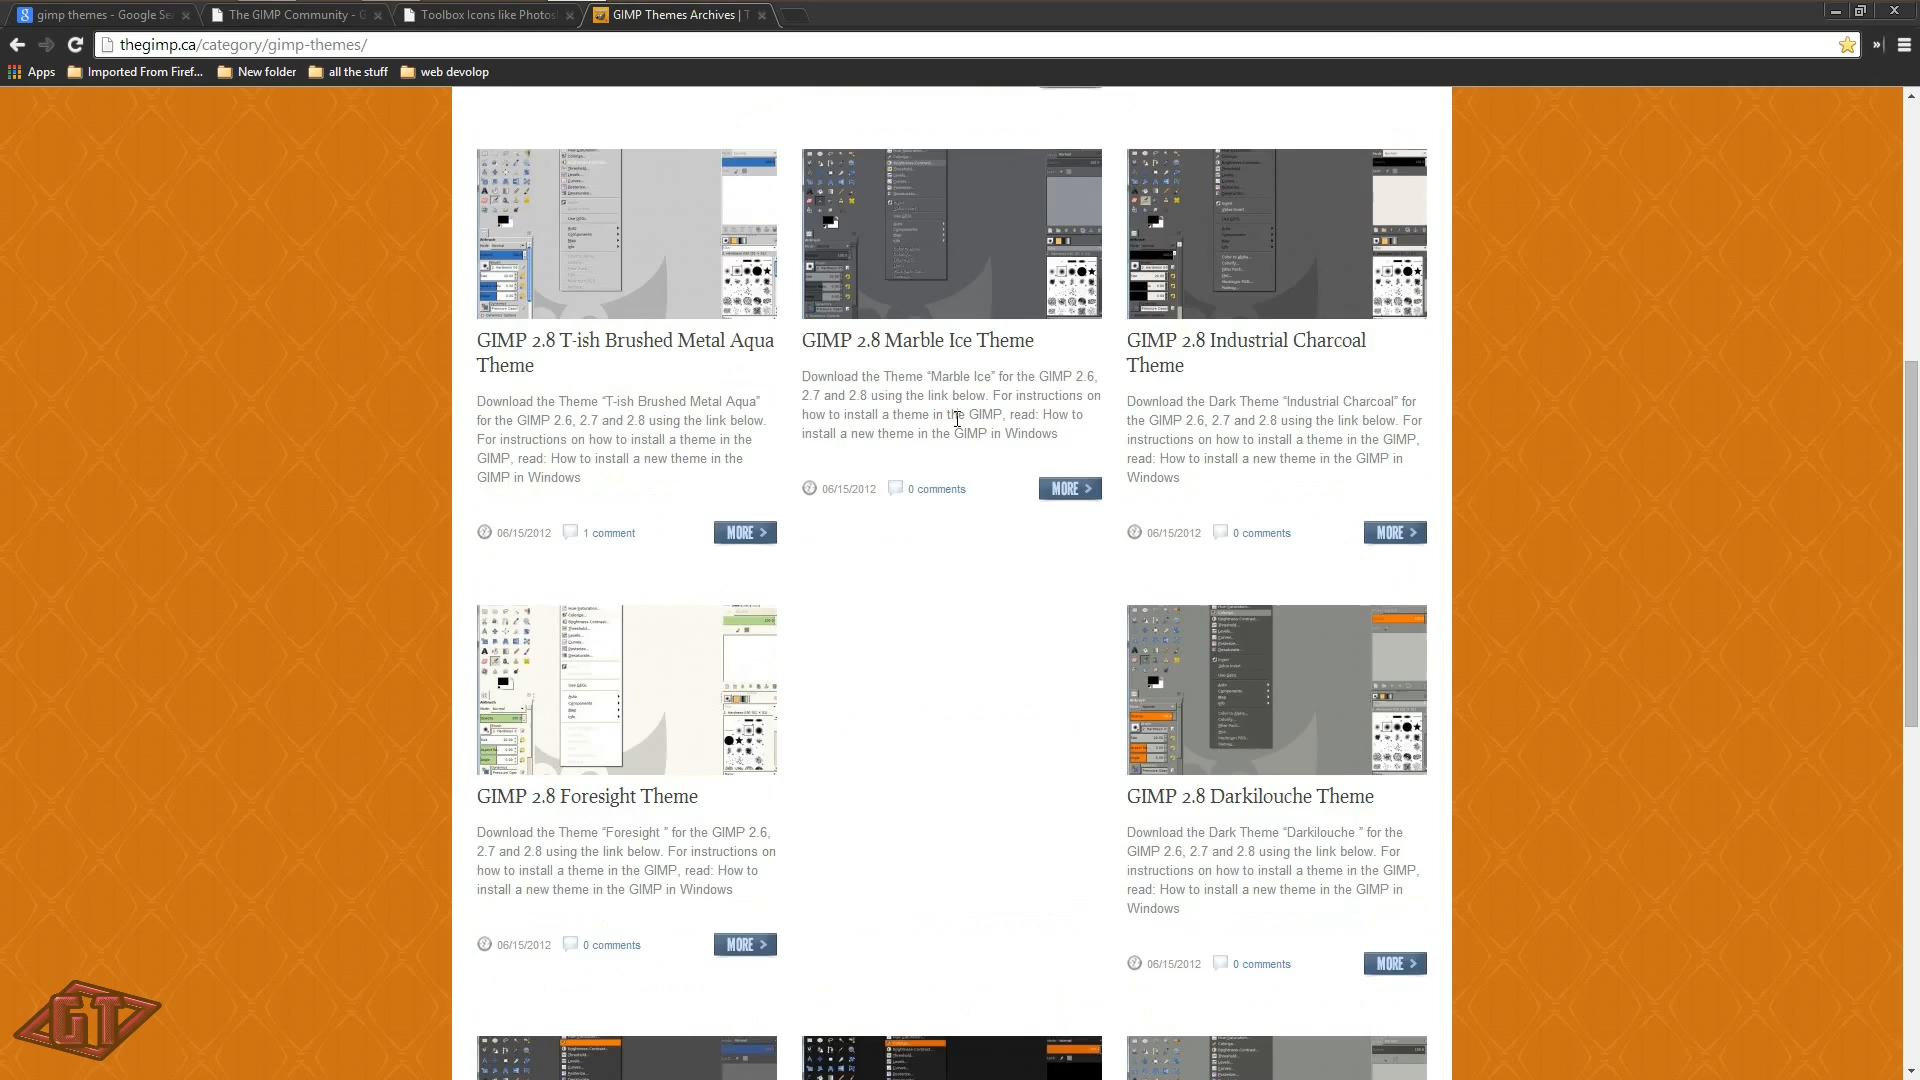 gimp themes - Google Se
The GIMP Community - G
Toolbox Icons like Photos
GIMP Themes Archives | T
thegimp.ca/category/gimp-themes/
Apps
Imported From Firef...
New folder
all the stuff
web devolop
GIMP 2.8 T-ish Brushed Metal Aqua
Theme
Download the Theme “T-ish Brushed Metal Aqua”
for the GIMP 2.6, 2.7 and 2.8 using the link below.
For instructions on how to install a theme in the
GIMP, read: How to install a new theme in the
GIMP in Windows
06/15/2012
1 comment
MORE >
GIMP 2.8 Marble Ice Theme
Download the Theme “Marble Ice” for the GIMP 2.6,
2.7 and 2.8 using the link below. For instructions on
how to install a theme in the GIMP, read: How to
install a new theme in the GIMP in Windows
06/15/2012
0 comments
MORE >
GIMP 2.8 Industrial Charcoal
Theme
Download the Dark Theme “Industrial Charcoal” for
the GIMP 2.6, 2.7 and 2.8 using the link below. For
instructions on how to install a theme in the GIMP,
read: How to install a new theme in the GIMP in
Windows
06/15/2012
0 comments
MORE >
GIMP 2.8 Foresight Theme
Download the Theme “Foresight ” for the GIMP 2.6,
2.7 and 2.8 using the link below. For instructions on
how to install a theme in the GIMP, read: How to
install a new theme in the GIMP in Windows
06/15/2012
0 comments
MORE >
GIMP 2.8 Darkilouche Theme
Download the Dark Theme “Darkilouche ” for the
GIMP 2.6, 2.7 and 2.8 using the link below. For
instructions on how to install a theme in the GIMP,
read: How to install a new theme in the GIMP in
Windows
06/15/2012
0 comments
MORE >
GT